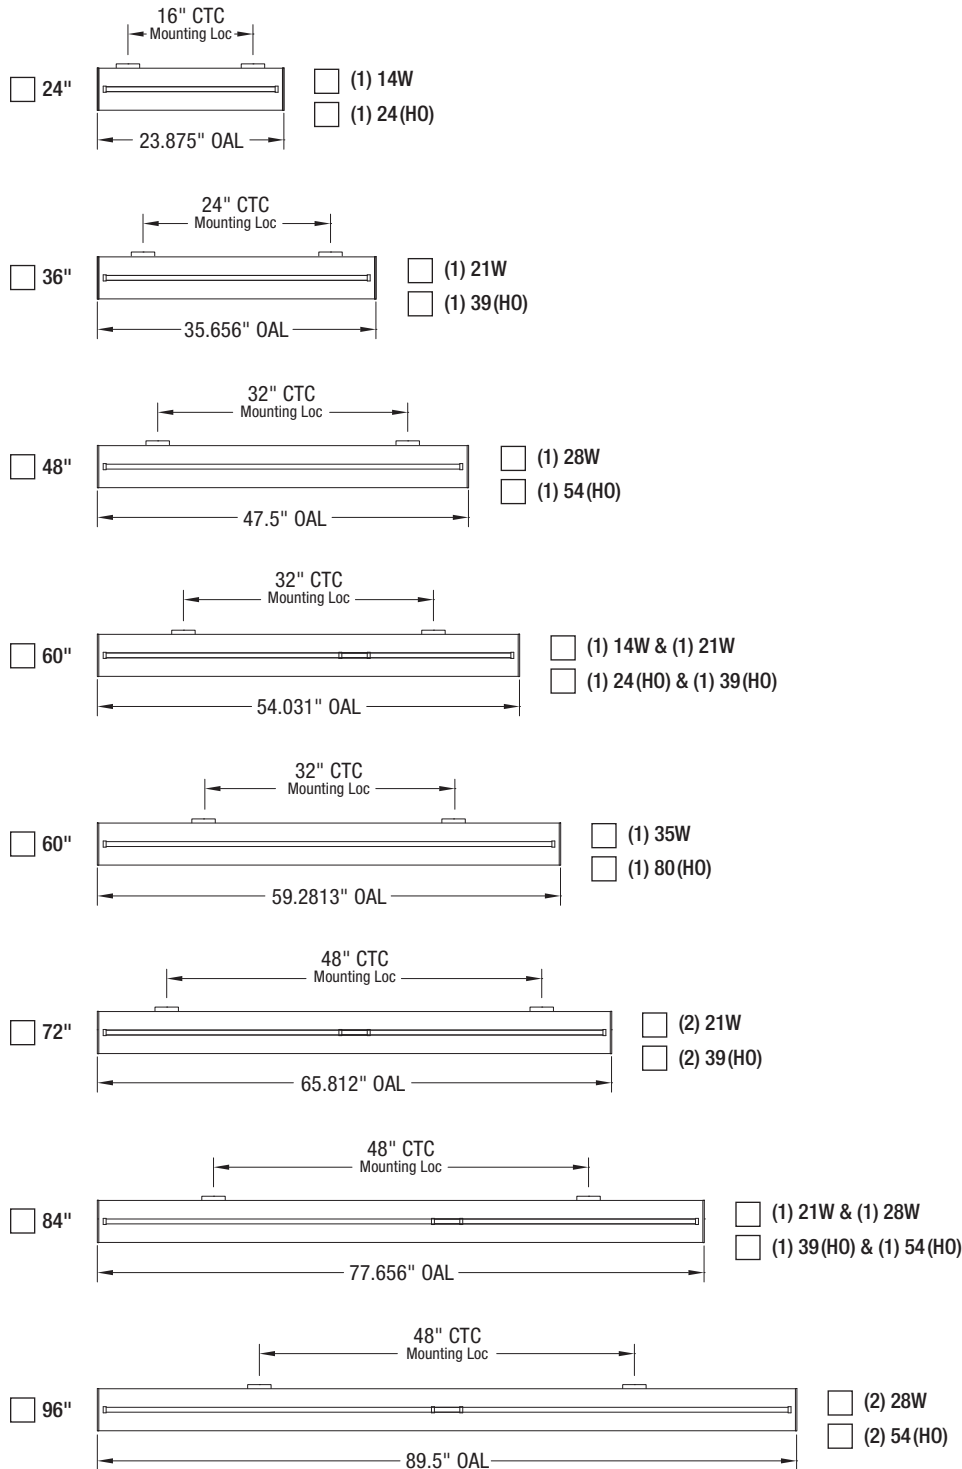 16" CTC
Mounting Loc
24"
(1) 14W
(1) 24(HO)
23.875" OAL
24" CTC
Mounting Loc
36"
(1) 21W
(1) 39(HO)
35.656" OAL
32" CTC
Mounting Loc
48"
(1) 28W
(1) 54(HO)
47.5" OAL
32" CTC
Mounting Loc
60"
(1) 14W & (1) 21W
(1) 24(HO) & (1) 39(HO)
54.031" OAL
32" CTC
Mounting Loc
60"
(1) 35W
(1) 80(HO)
59.2813" OAL
48" CTC
Mounting Loc
72"
(2) 21W
(2) 39(HO)
65.812" OAL
48" CTC
Mounting Loc
84"
(1) 21W & (1) 28W
(1) 39(HO) & (1) 54(HO)
77.656" OAL
48" CTC
Mounting Loc
96"
(2) 28W
(2) 54(HO)
89.5" OAL